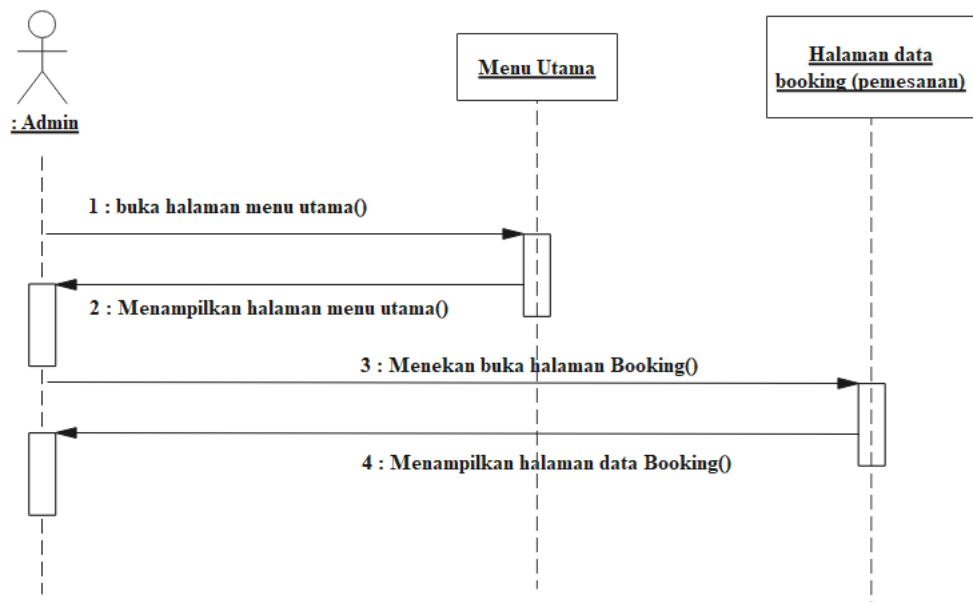 : Admin
Menu Utama
Halaman data
booking (pemesanan)
1 : buka halaman menu utama()
2 : Menampilkan halaman menu utama()
3 : Menekan buka halaman Booking()
4 : Menampilkan halaman data Booking()